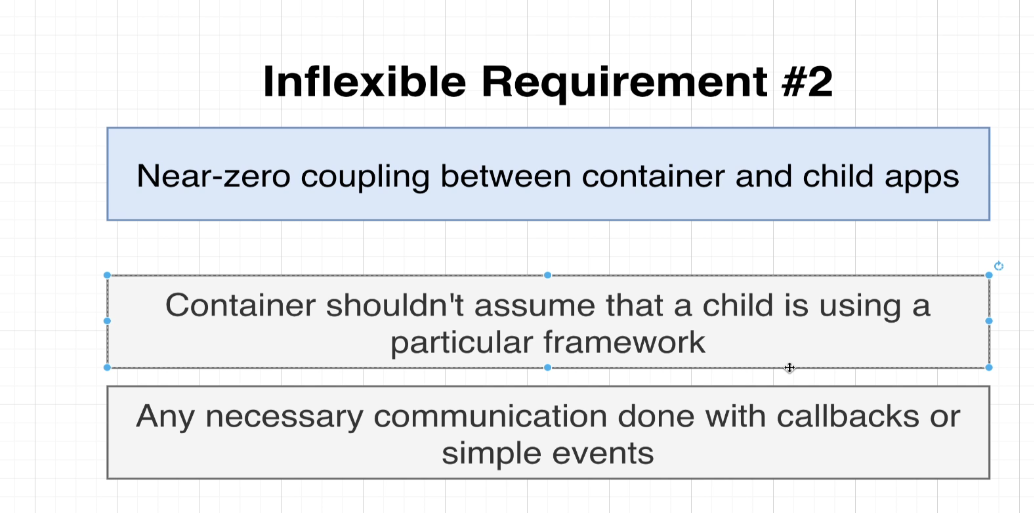 Inflexible Requirement #2
Near-zero coupling between container and child apps
Container shouldn't assume that a child is using a
particular framework
Any necessary communication done with callbacks or
simple events